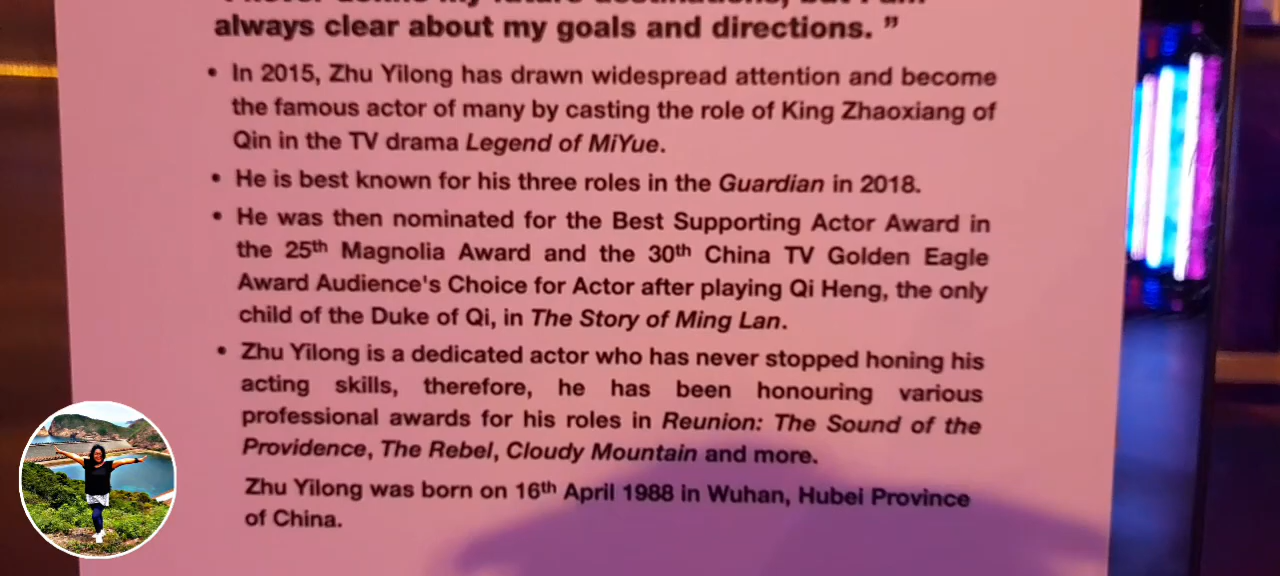 always clear about my goals and directions. ”
• In 2015, Zhu Yilong has drawn widespread attention and become
the famous actor of many by casting the role of King Zhaoxiang of
Qin in the TV drama Legend of MiYue.
• He is best known for his three roles in the Guardian in 2018.
• He was then nominated for the Best Supporting Actor Award in
the 25th Magnolia Award and the 30th China TV Golden Eagle
Award Audience's Choice for Actor after playing Qi Heng, the only
child of the Duke of Qi, in The Story of Ming Lan.
• Zhu Yilong is a dedicated actor who has never stopped honing his
acting skills, therefore, he has been honouring various
professional awards for his roles in Reunion: The Sound of the
Providence, The Rebel, Cloudy Mountain and more.
Zhu Yilong was born on 16th April 1988 in Wuhan, Hubei Province
of China.